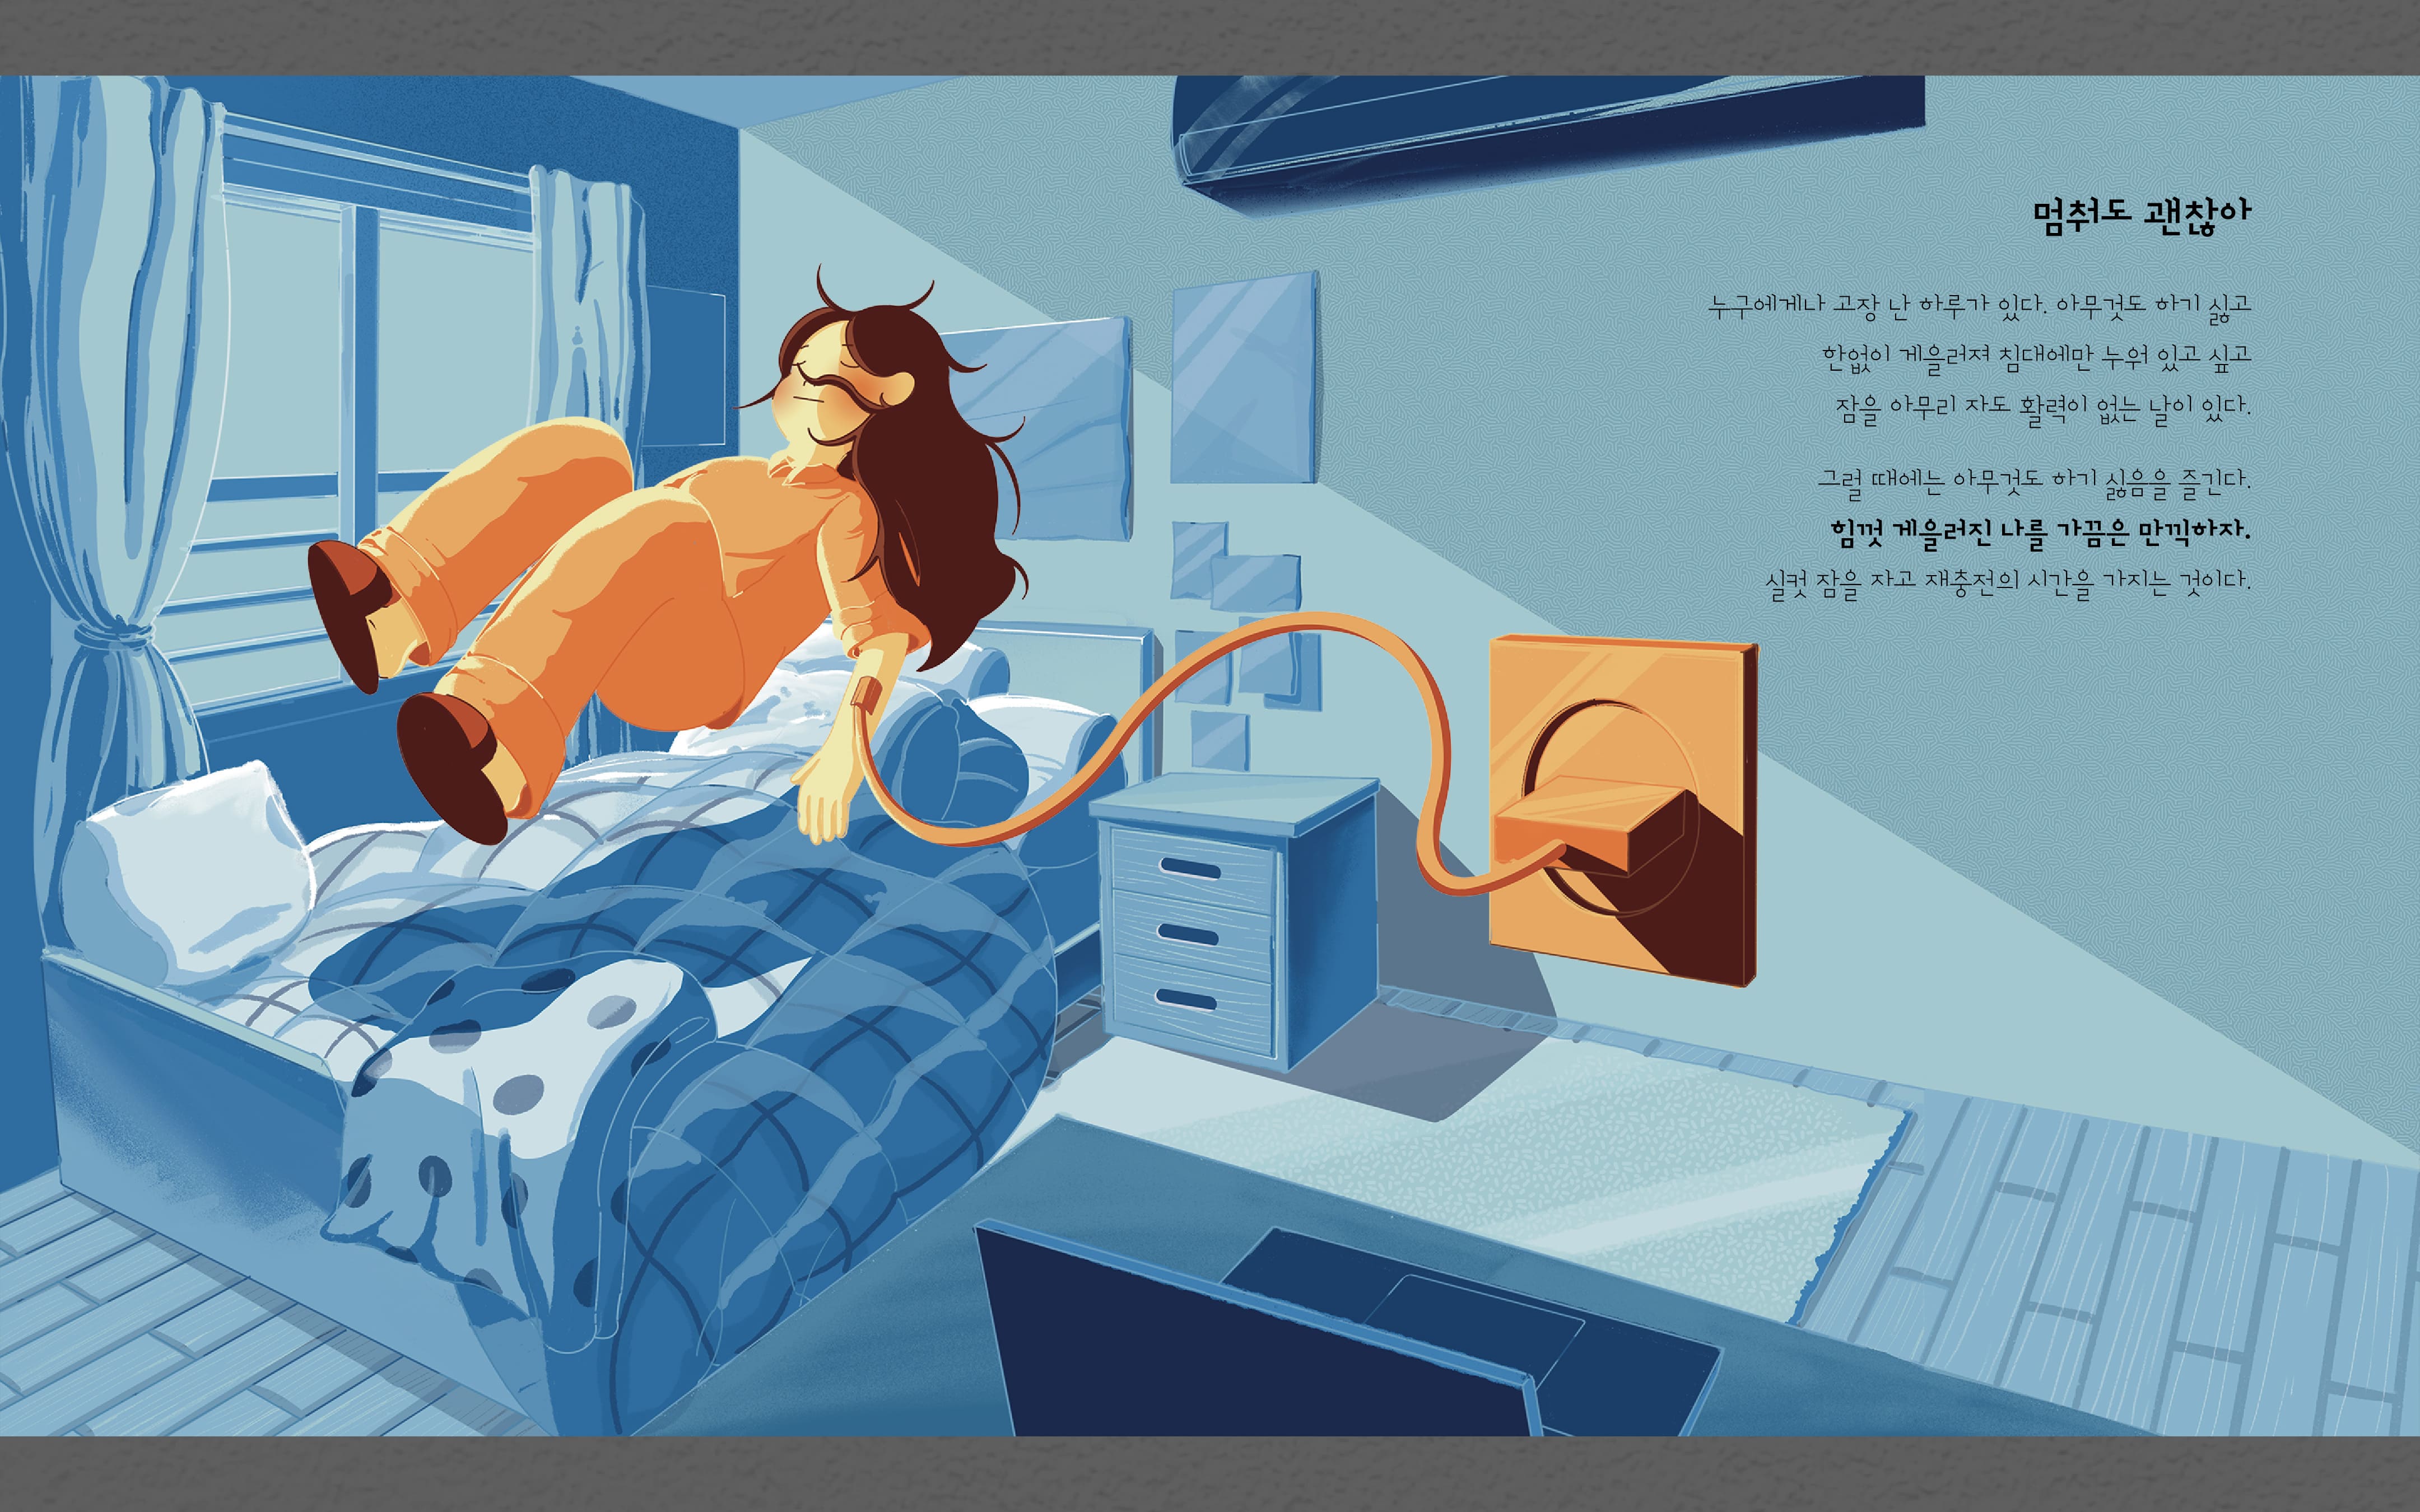 멈춰도 괜찮아
누구에게나 고장 난 하루가 있다. 아무것도 하기 싫고
한없이 게을러져 침대에만 누워 있고 싶고
잠을 아무리 자도 활력이 없는 날이 있다.
그럴 때에는 아무것도 하기 싫음을 즐긴다.
힘껏 게을러진 나를 가끔은 만끽하자.
실컷 잠을 자고 재충전의 시간을 가지는 것이다.